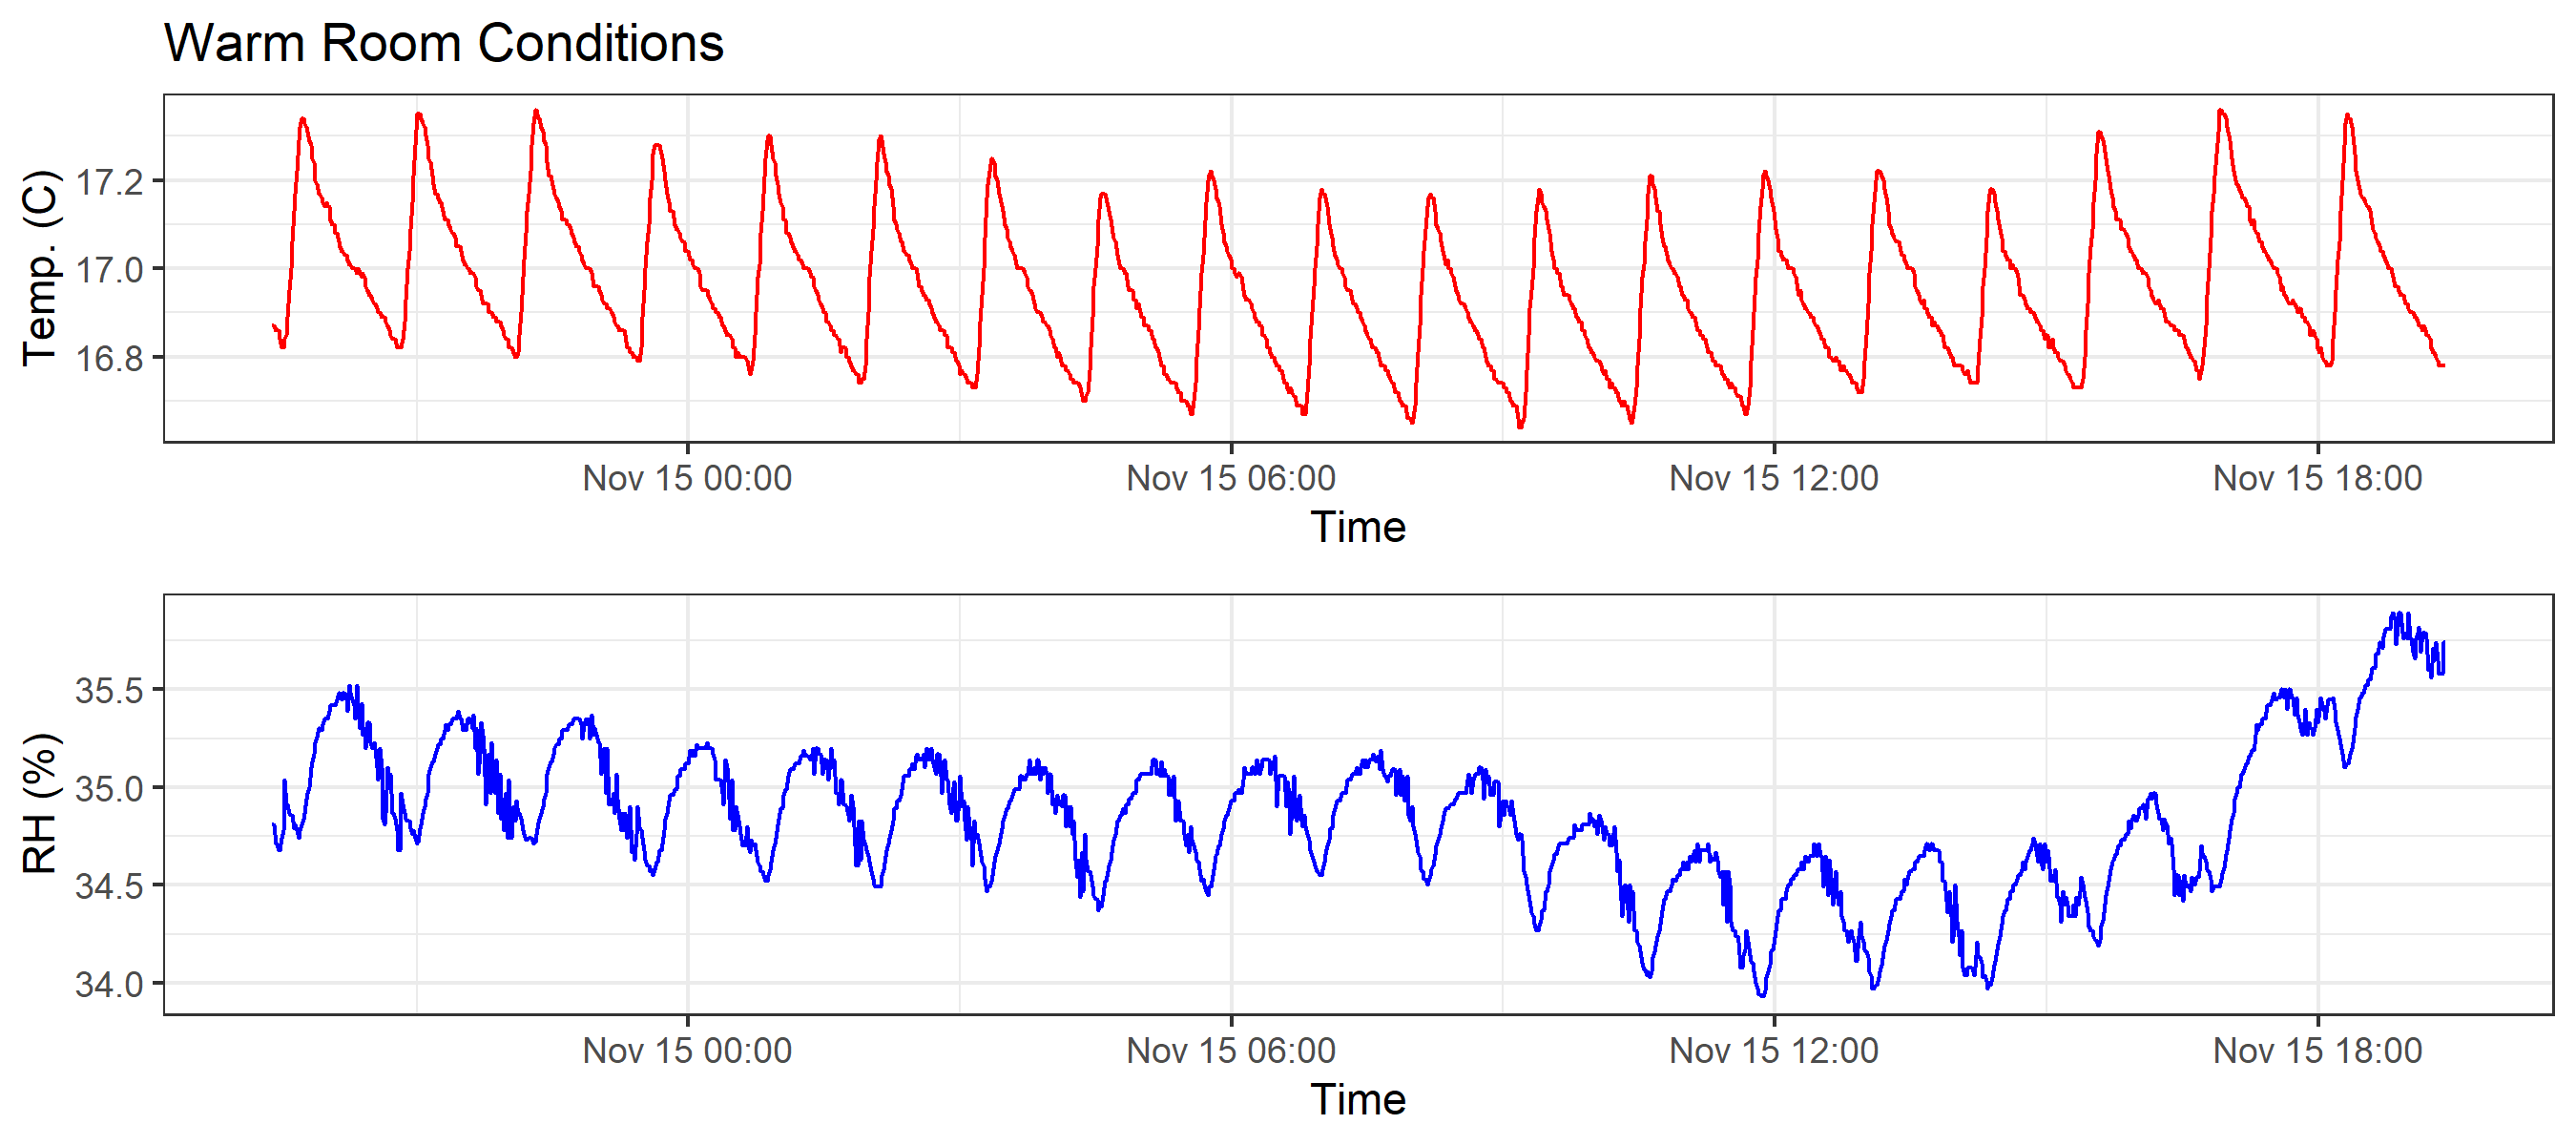 Warm Room Conditions
Temp. (C)
17.2
17.0
16.8
Nov 15 00:00 Nov 15 06:00 Nov 15 12:00 Nov 15 18:00
Time
RH (%)
35.5
35.0
34.5
34.0
Nov 15 00:00 Nov 15 06:00 Nov 15 12:00 Nov 15 18:00
Time